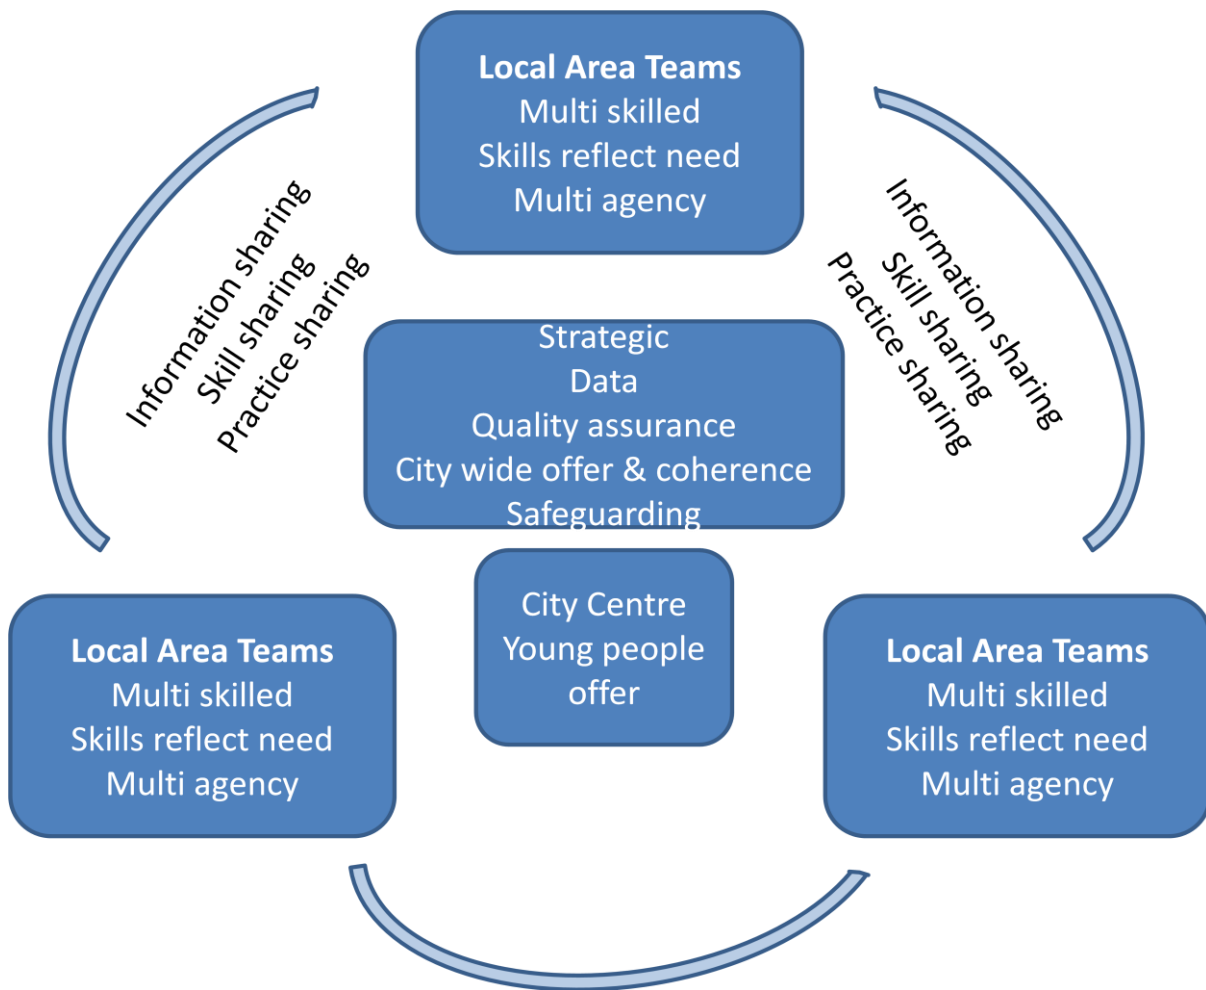 Local Area Teams
Multi skilled
Skills reflect need
Multi agency
Information sharing
Skill sharing
Practice sharing
Information sharing
Skill sharing
Practice sharing
Strategic
Data
Quality assurance
City wide offer & coherence
Safeguarding
City Centre
Young people
offer
Local Area Teams
Multi skilled
Skills reflect need
Multi agency
Local Area Teams
Multi skilled
Skills reflect need
Multi agency